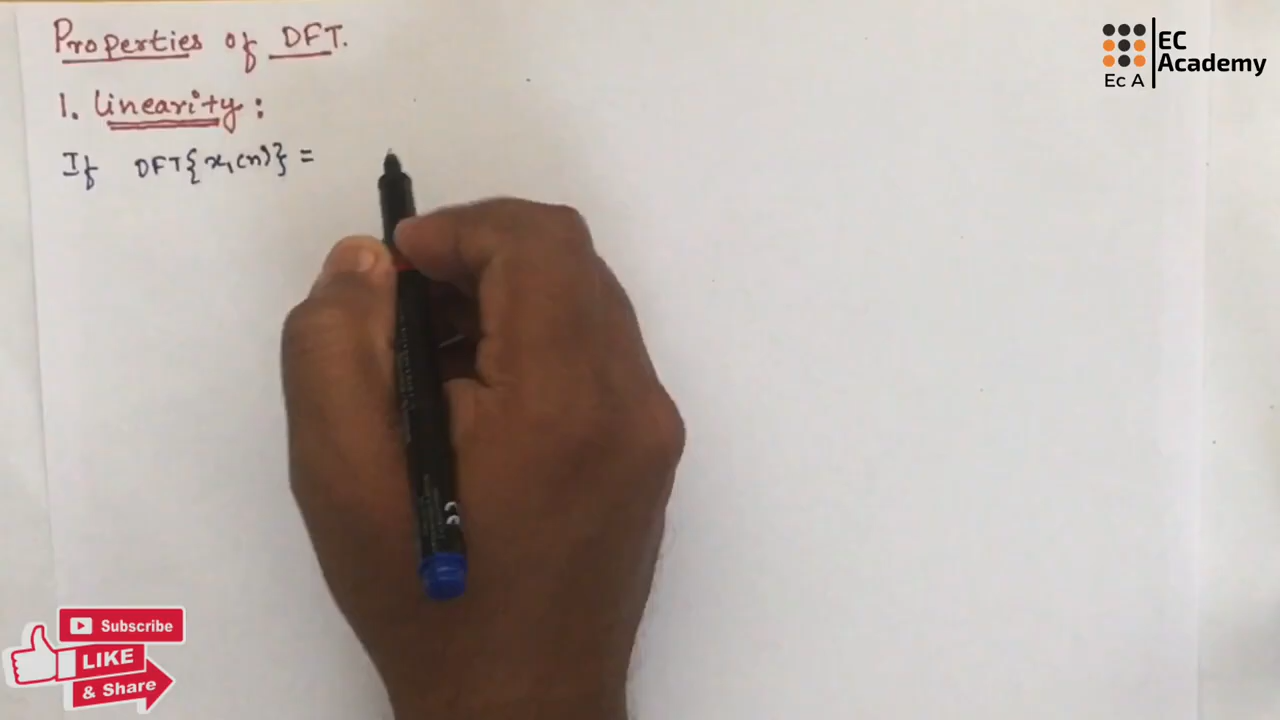 Properties of DFT.
1. Linearity:
If DFT{x₁(n)} =
EC
Academy
Ec A
Subscribe
LIKE
& Share